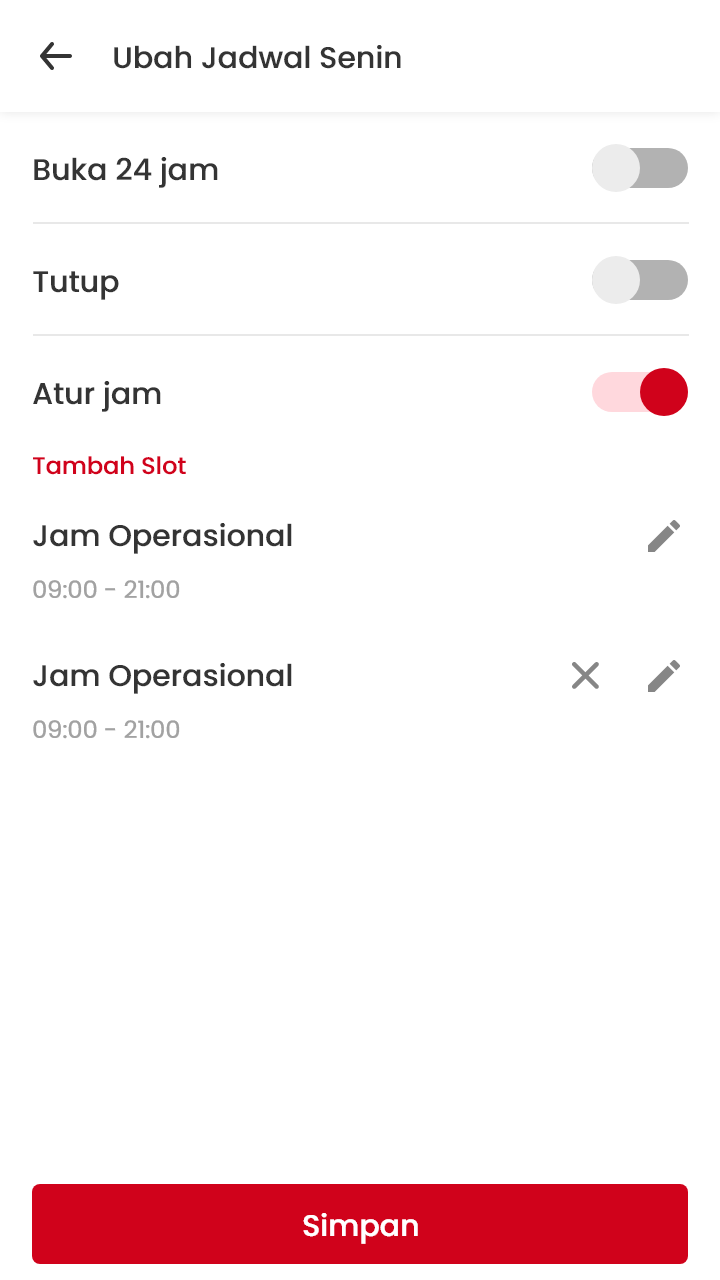 Ubah Jadwal Senin
Buka 24 jam
Tutup
Atur jam
Tambah Slot
Jam Operasional
09:00 - 21:00
Jam Operasional
09:00 - 21:00
Simpan